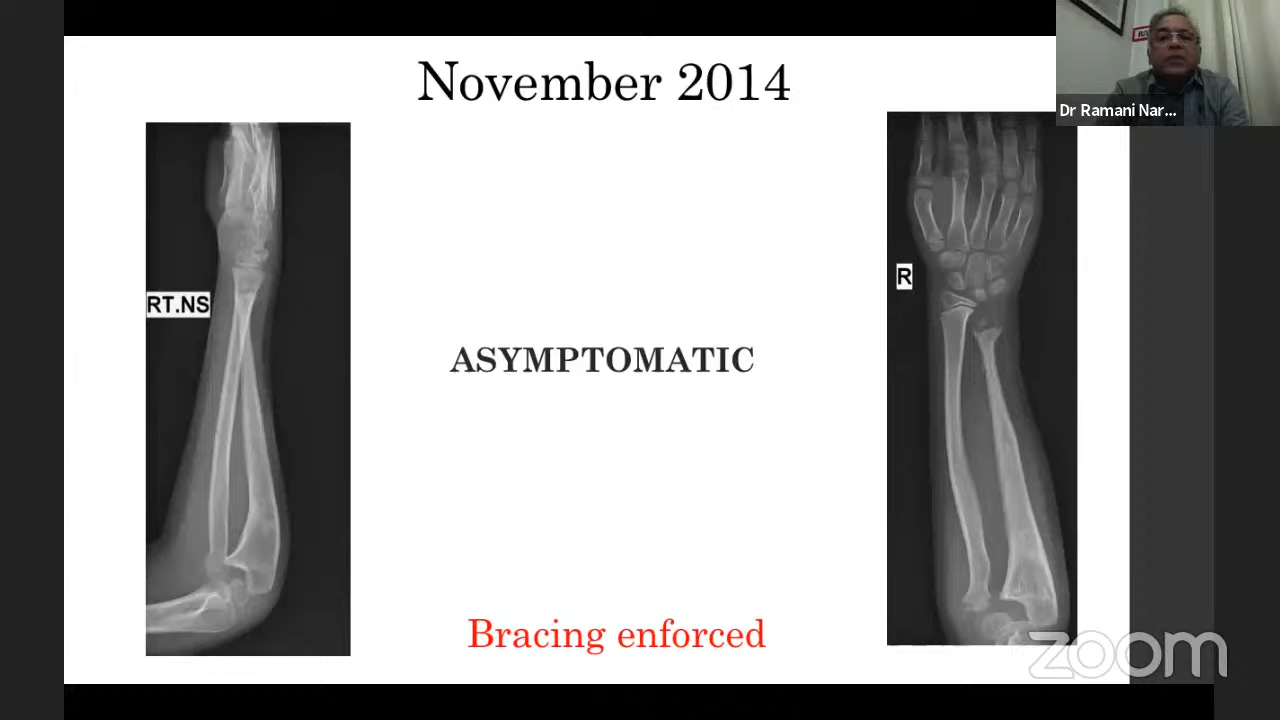 November 2014
Dr Ramani Nar...
R
RT.NS
ASYMPTOMATIC
Bracing enforced
zoom